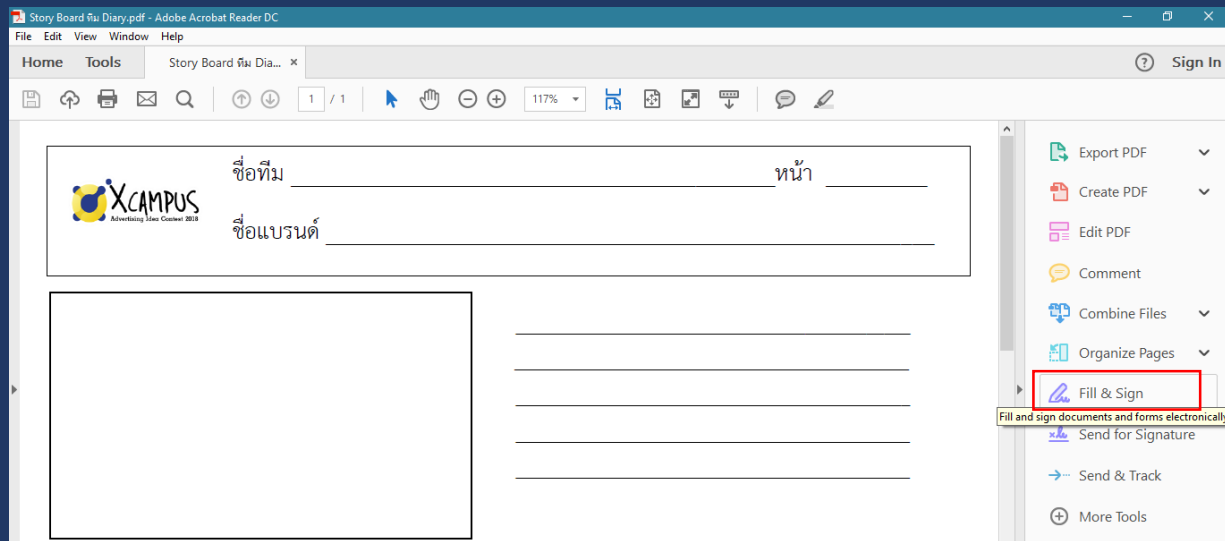 Story Board ทีม Diary.pdf - Adobe Acrobat Reader DC
File Edit View Window Help
Home Tools Story Board ทีม Dia... × ? Sign In
1 / 1 117%
ชื่อทีม หน้า
XCAMPUS
Advertising Idea Contest 2018
ชื่อแบรนด์
Export PDF
Create PDF
Edit PDF
Comment
Combine Files
Organize Pages
Fill & Sign
Fill and sign documents and forms electronically
Send for Signature
Send & Track
More Tools